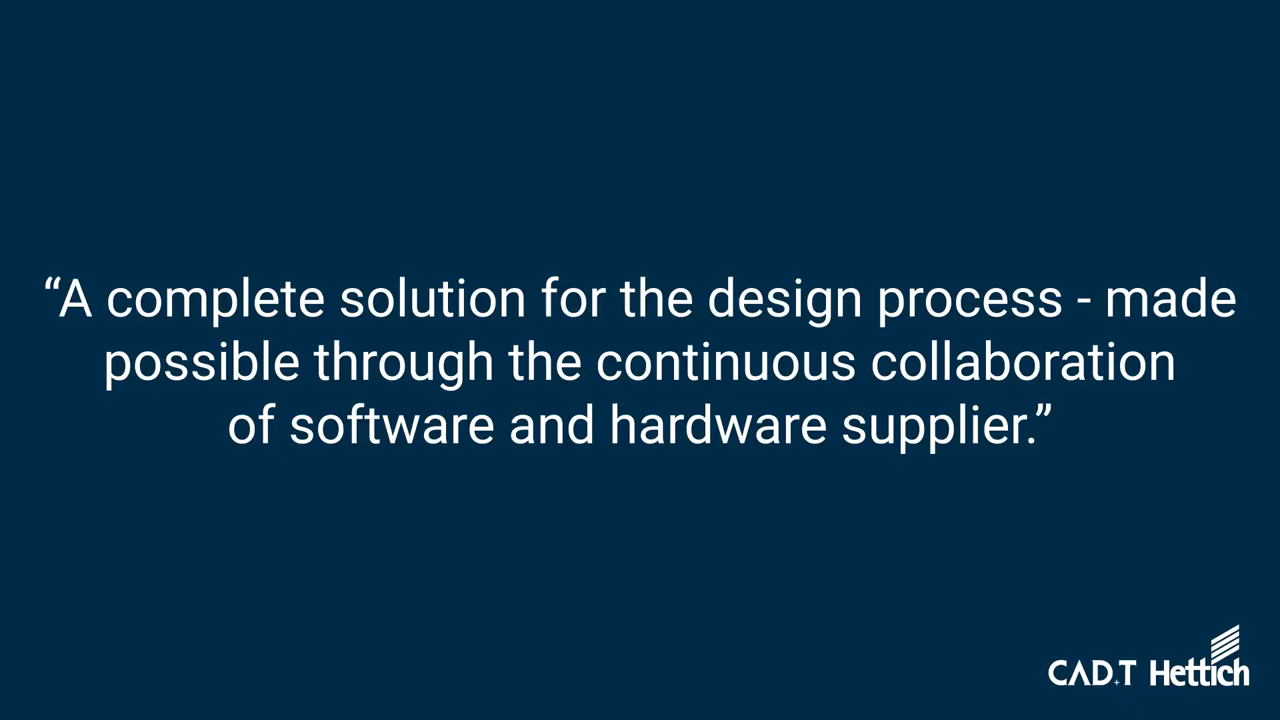 “A complete solution for the design process - made
possible through the continuous collaboration
of software and hardware supplier.”
CAD+T Hettich